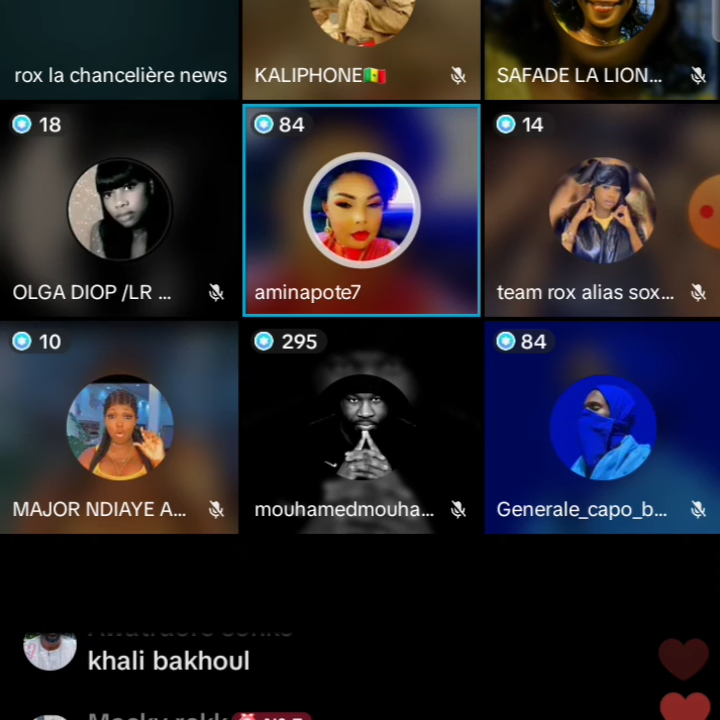 rox la chancelière news
KALIPHONE🇸🇳
SAFADE LA LION...
18
84
14
OLGA DIOP /LR ...
aminapote7
team rox alias sox...
10
295
84
MAJOR NDIAYE A...
mouhamedmouha...
Generale_capo_b...
khali bakhoul